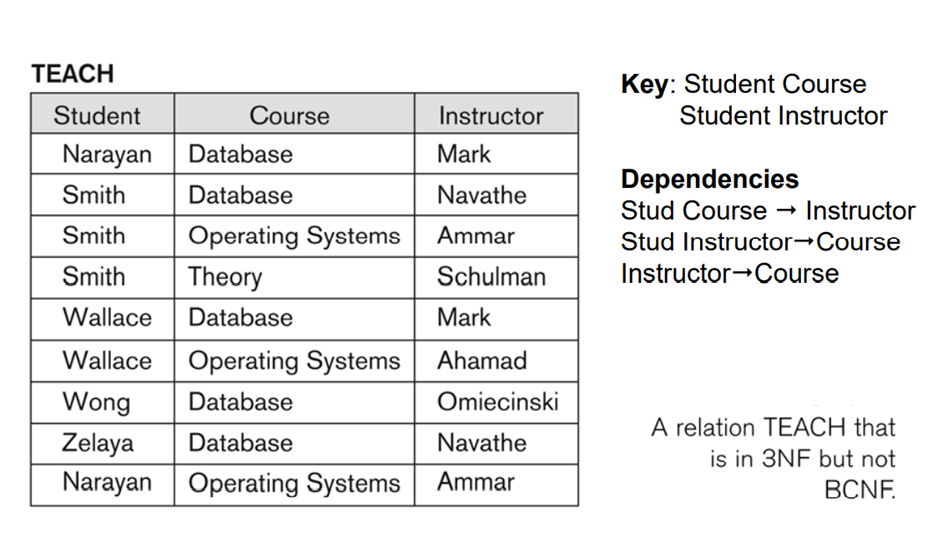 TEACH
Student Course Instructor
Narayan Database Mark
Smith Database Navathe
Smith Operating Systems Ammar
Smith Theory Schulman
Wallace Database Mark
Wallace Operating Systems Ahamad
Wong Database Omiecinski
Zelaya Database Navathe
Narayan Operating Systems Ammar
Key: Student Course
Student Instructor
Dependencies
Stud Course → Instructor
Stud Instructor→Course
Instructor→Course
A relation TEACH that
is in 3NF but not
BCNF.